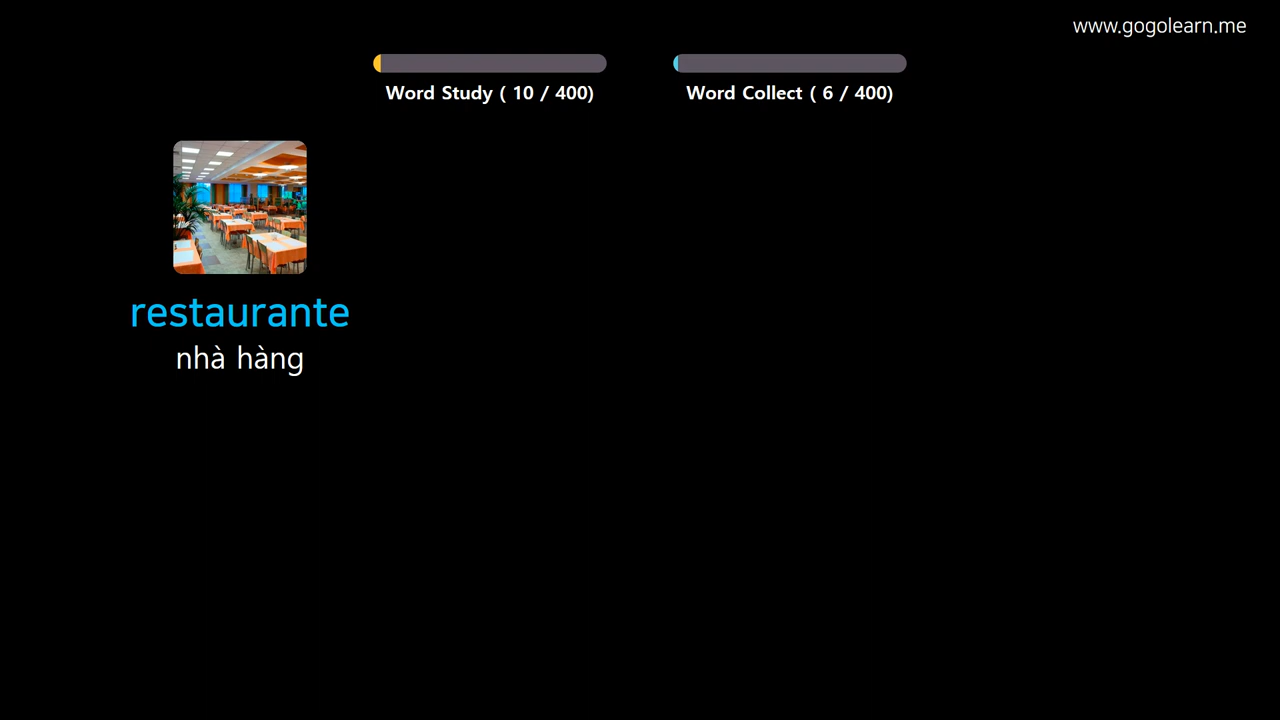 www.gogolearn.me
Word Study ( 10 / 400)
Word Collect ( 6 / 400)
restaurante
nhà hàng